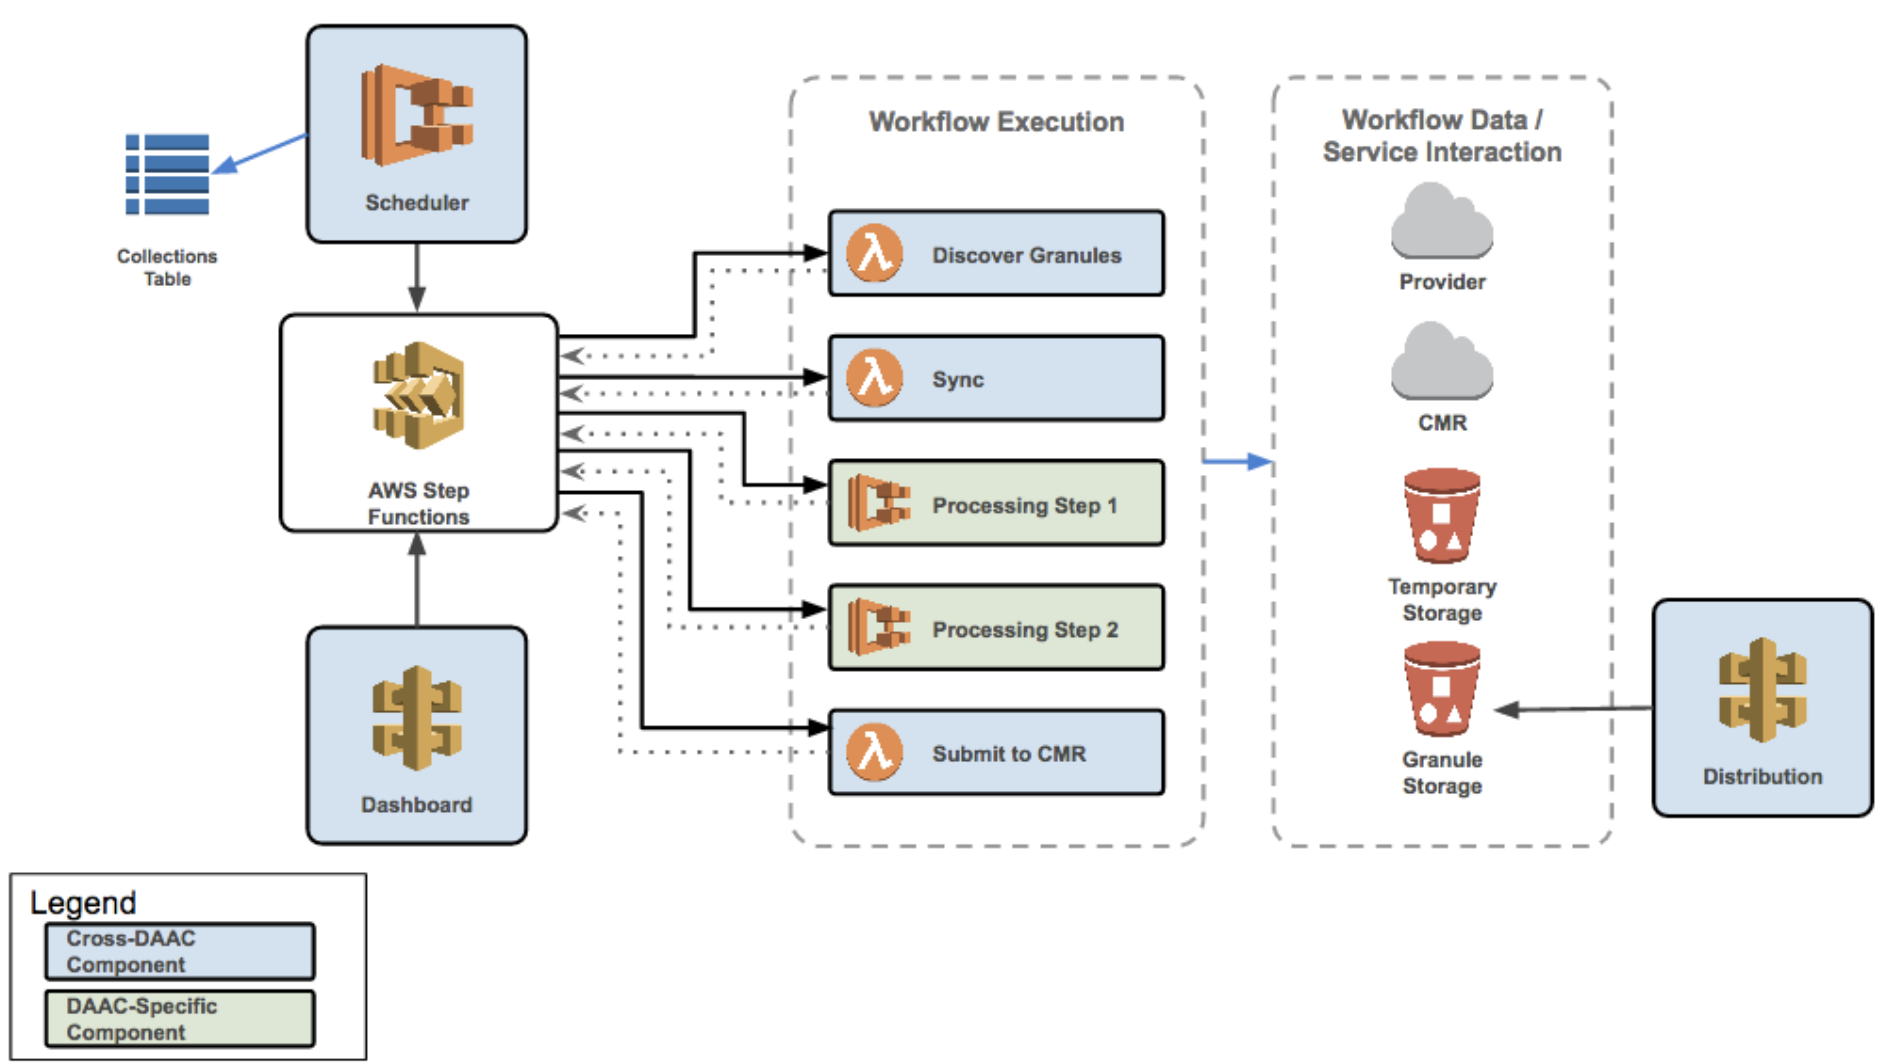 Scheduler
Collections
Table
AWS Step
Functions
Dashboard
Workflow Execution
Discover Granules
Sync
Processing Step 1
Processing Step 2
Submit to CMR
Workflow Data /
Service Interaction
Provider
CMR
Temporary
Storage
Granule
Storage
Distribution
Legend
Cross-DAAC
Component
DAAC-Specific
Component